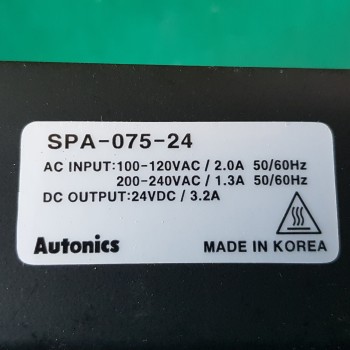 SPA-075-24
AC INPUT:100-120VAC / 2.0A 50/60Hz
200-240VAC / 1.3A 50/60Hz
DC OUTPUT:24VDC / 3.2A
Autonics
MADE IN KOREA